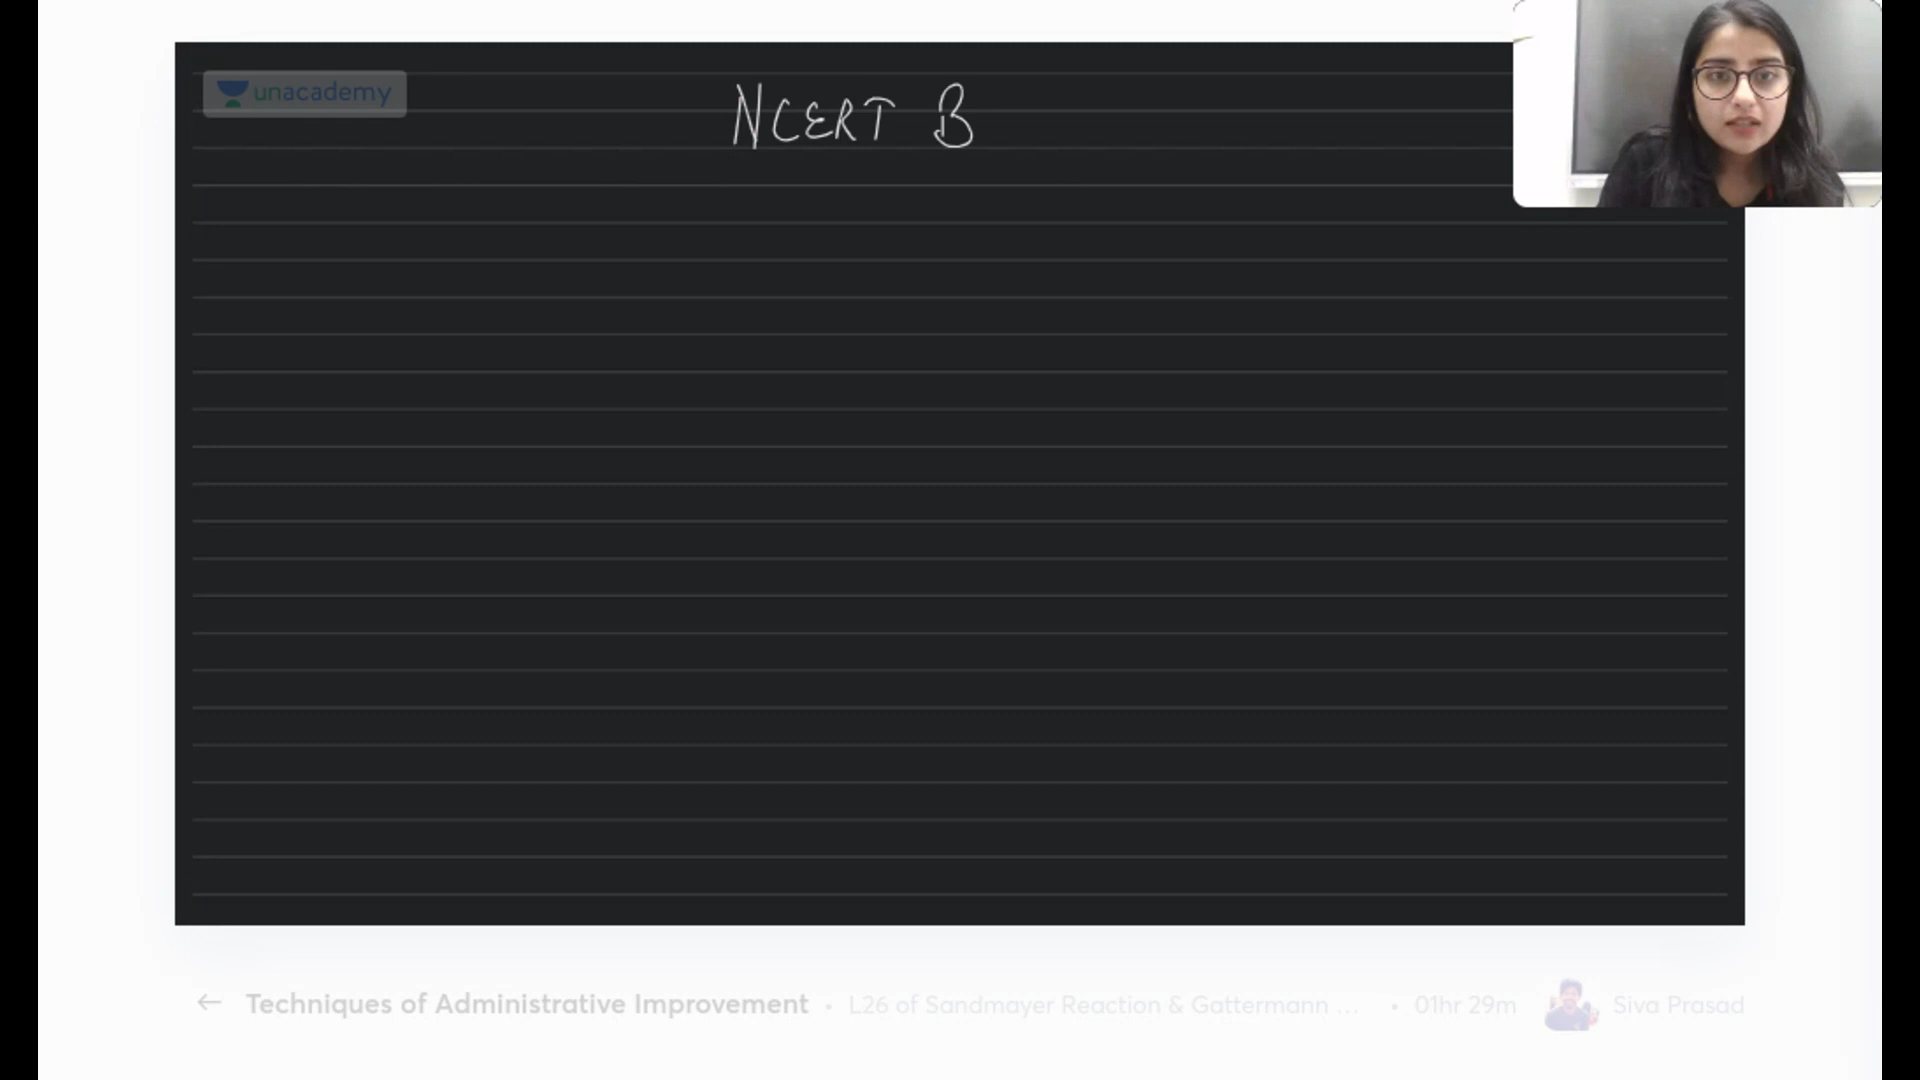 unacademy
NCERT B
← Techniques of Administrative Improvement • L26 of Sandmayer Reaction & Gattermann ... • 01hr 29m Siva Prasad